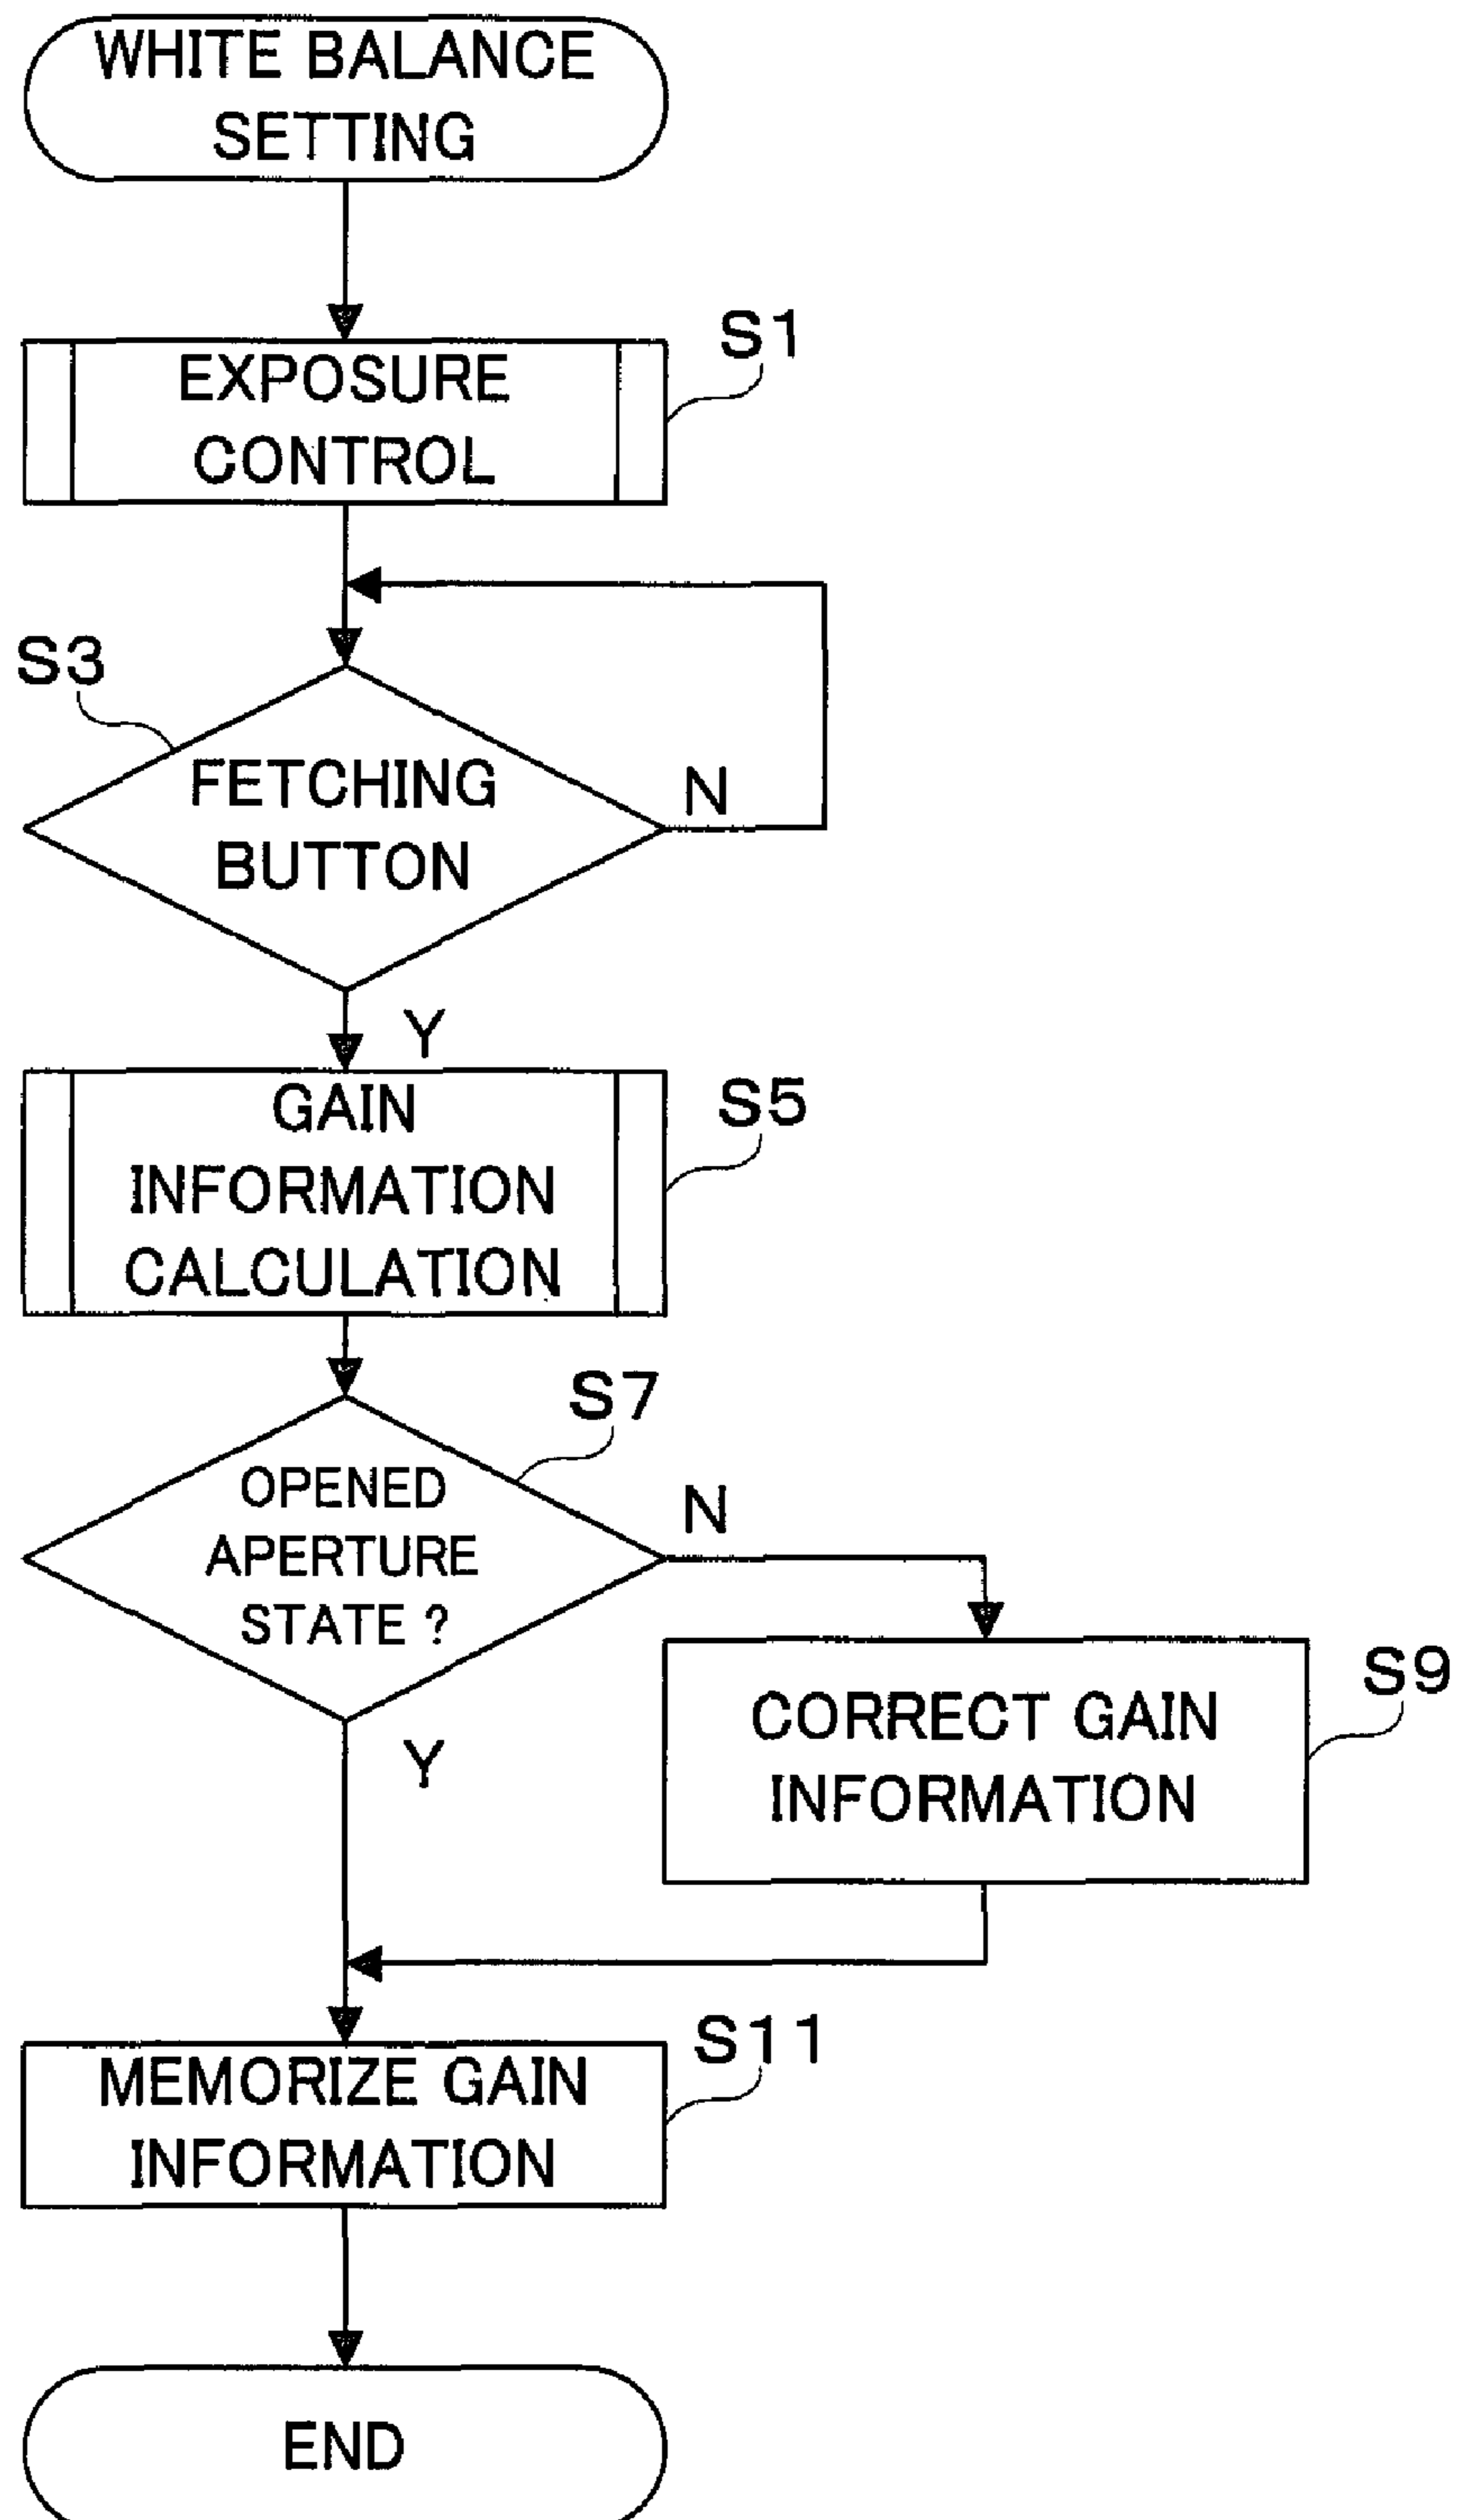 WHITE BALANCE
SETTING
S1
EXPOSURE
CONTROL
S3
FETCHING
BUTTON
N
Y
GAIN
INFORMATION
CALCULATION
S5
S7
OPENED
APERTURE
STATE ?
N
Y
CORRECT GAIN
INFORMATION
S9
S11
MEMORIZE GAIN
INFORMATION
END